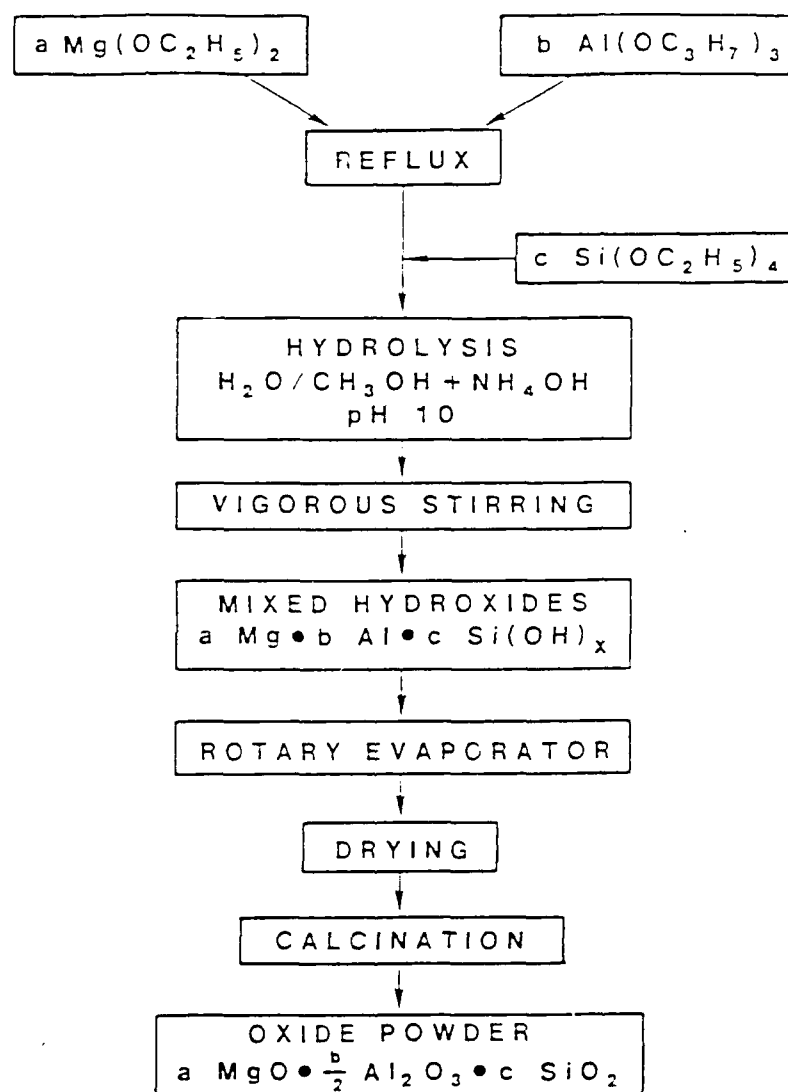 a Mg(OC₂H₅)₂
b Al(OC₃H₇)₃
REFLUX
c Si(OC₂H₅)₄
HYDROLYSIS
H₂O/CH₃OH+NH₄OH
pH 10
VIGOROUS STIRRING
MIXED HYDROXIDES
a Mg•b Al•c Si(OH)ₓ
ROTARY EVAPORATOR
DRYING
CALCINATION
OXIDE POWDER
a MgO•b/2 Al₂O₃•c SiO₂